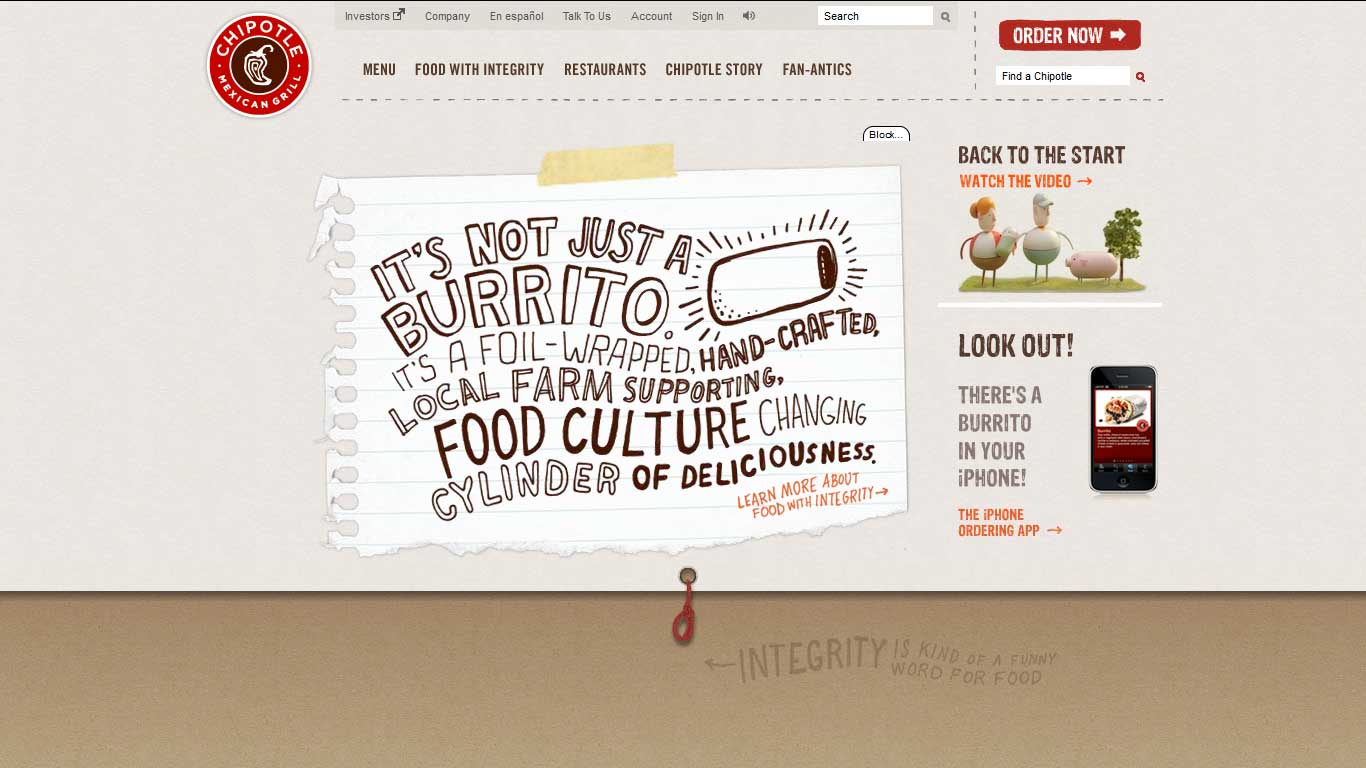 CHIPOTLE
MEXICAN GRILL
Investors Company En español Talk To Us Account Sign In Search
MENU FOOD WITH INTEGRITY RESTAURANTS CHIPOTLE STORY FAN-ANTICS
ORDER NOW
Find a Chipotle
Block...
IT'S NOT JUST A
BURRITO.
IT'S A FOIL-WRAPPED, HAND-CRAFTED,
LOCAL FARM SUPPORTING,
FOOD CULTURE CHANGING
CYLINDER OF DELICIOUSNESS.
LEARN MORE ABOUT
FOOD WITH INTEGRITY→
BACK TO THE START
WATCH THE VIDEO →
LOOK OUT!
THERE'S A
BURRITO
IN YOUR
iPHONE!
Burrito
THE iPHONE
ORDERING APP →
←INTEGRITY IS KIND OF A FUNNY
WORD FOR FOOD